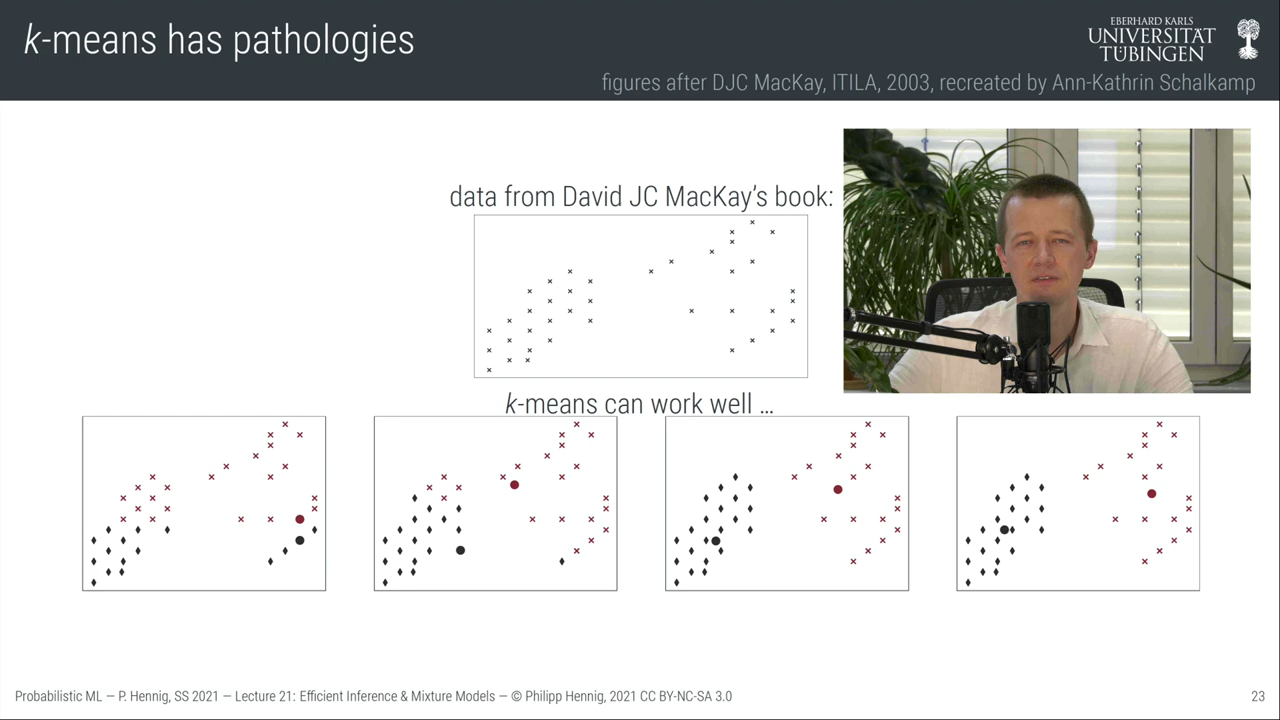 k-means has pathologies
EBERHARD KARLS
UNIVERSITÄT
TÜBINGEN
figures after DJC MacKay, ITILA, 2003, recreated by Ann-Kathrin Schalkamp
data from David JC MacKay’s book:
k-means can work well …
Probabilistic ML — P. Hennig, SS 2021 — Lecture 21: Efficient Inference & Mixture Models — © Philipp Hennig, 2021 CC BY-NC-SA 3.0
23